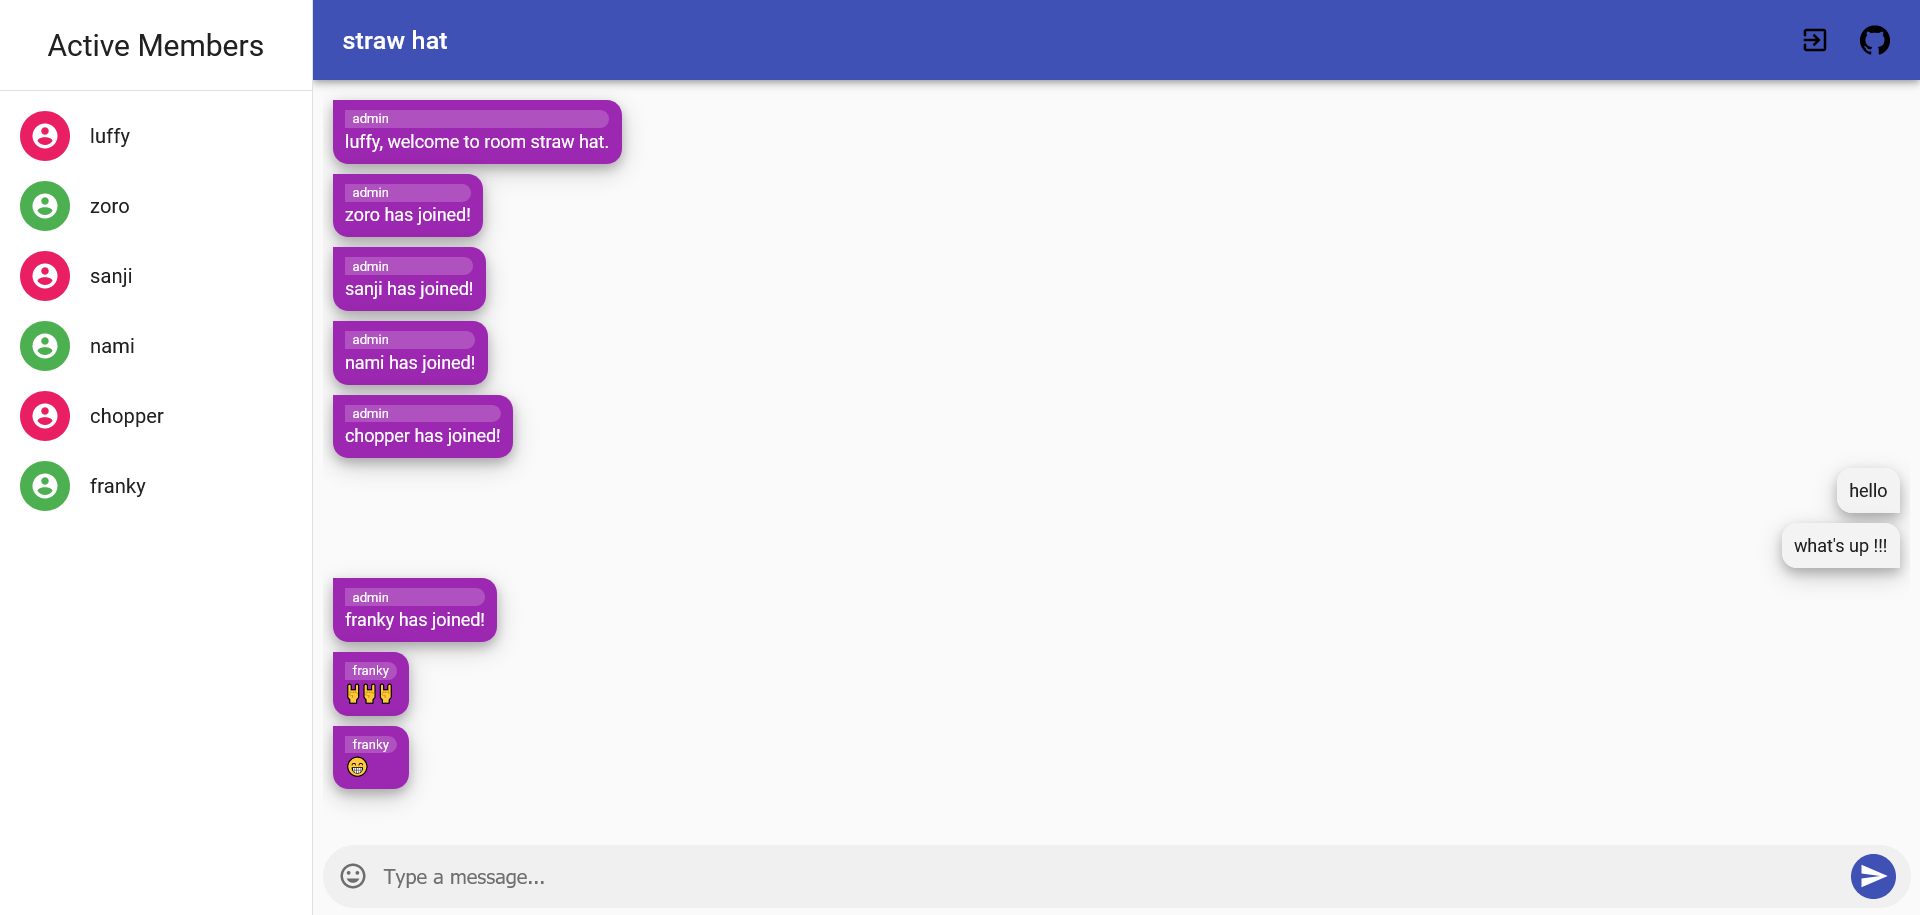 Active Members
luffy
zoro
sanji
nami
chopper
franky
straw hat
admin
luffy, welcome to room straw hat.
admin
zoro has joined!
admin
sanji has joined!
admin
nami has joined!
admin
chopper has joined!
hello
what's up !!!
admin
franky has joined!
franky
🤘🤘🤘
franky
😁
Type a message...